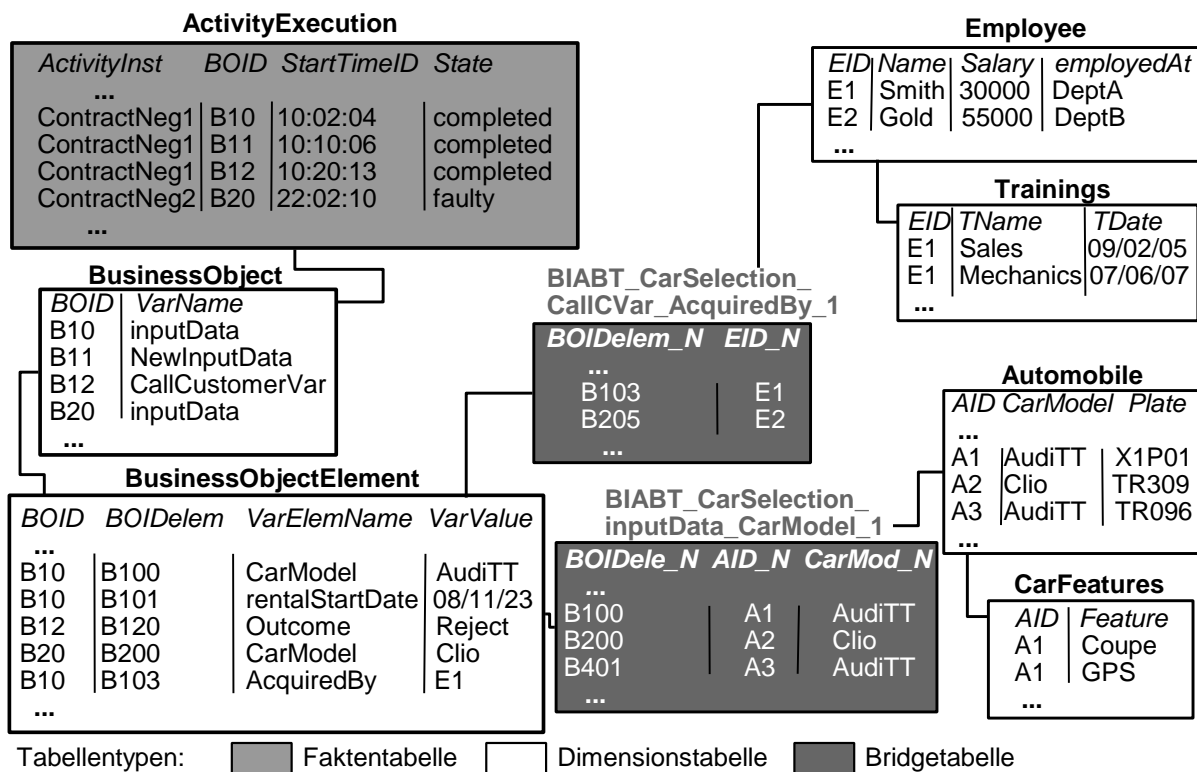 ActivityExecution
ActivityInst BOID StartTimeID State
...
ContractNeg1 B10 10:02:04 completed
ContractNeg1 B11 10:10:06 completed
ContractNeg1 B12 10:20:13 completed
ContractNeg2 B20 22:02:10 faulty
...
Employee
EID Name Salary employedAt
E1 Smith 30000 DeptA
E2 Gold 55000 DeptB
...
Trainings
EID TName TDate
E1 Sales 09/02/05
E1 Mechanics 07/06/07
...
BusinessObject
BOID VarName
B10 inputData
B11 NewInputData
B12 CallCustomerVar
B20 inputData
...
BIABT_CarSelection_
CallCVar_AcquiredBy_1
BOIDelem_N EID_N
...
B103 E1
B205 E2
...
Automobile
AID CarModel Plate
...
A1 AudiTT X1P01
A2 Clio TR309
A3 AudiTT TR096
...
BusinessObjectElement
BOID BOIDelem VarElemName VarValue
...
B10 B100 CarModel AudiTT
B10 B101 rentalStartDate 08/11/23
B12 B120 Outcome Reject
B20 B200 CarModel Clio
B10 B103 AcquiredBy E1
...
BIABT_CarSelection_
inputData_CarModel_1
BOIDele_N AID_N CarMod_N
...
B100 A1 AudiTT
B200 A2 Clio
B401 A3 AudiTT
...
CarFeatures
AID Feature
A1 Coupe
A1 GPS
...
Tabellentypen: Faktentabelle Dimensionstabelle Bridgetabelle